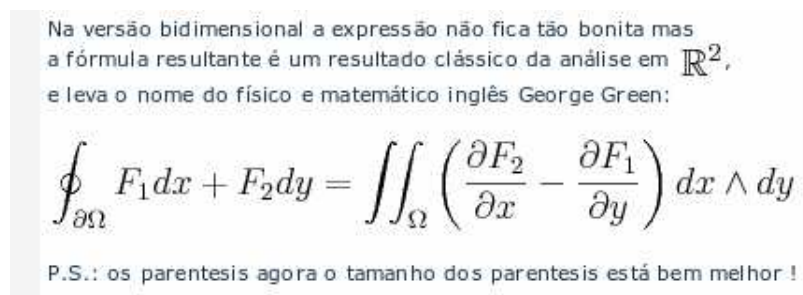 Na versão bidimensional a expressão não fica tão bonita mas
a fórmula resultante é um resultado clássico da análise em ℝ²,
e leva o nome do físico e matemático inglês George Green:
∮_{∂Ω} F₁dx + F₂dy = ∬_Ω (∂F₂/∂x − ∂F₁/∂y) dx ∧ dy
P.S.: os parentesis agora o tamanho dos parentesis está bem melhor !